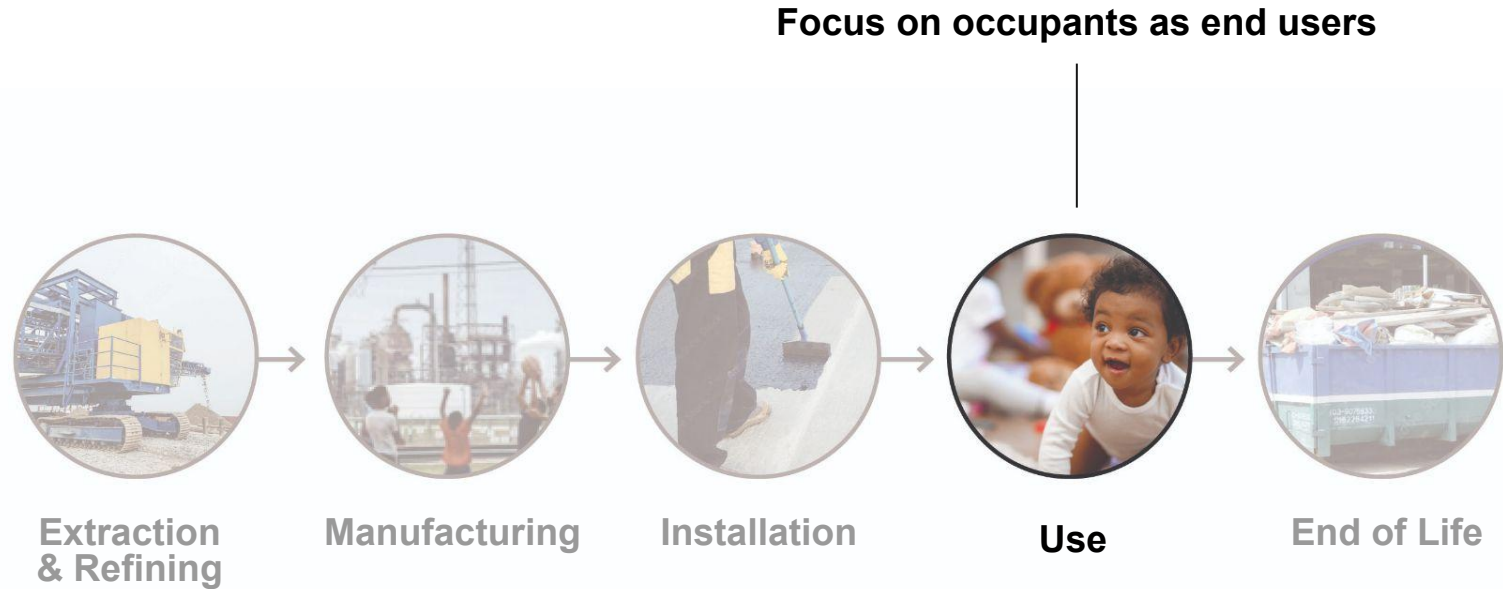 Focus on occupants as end users
Extraction
& Refining
Manufacturing
Installation
Use
End of Life